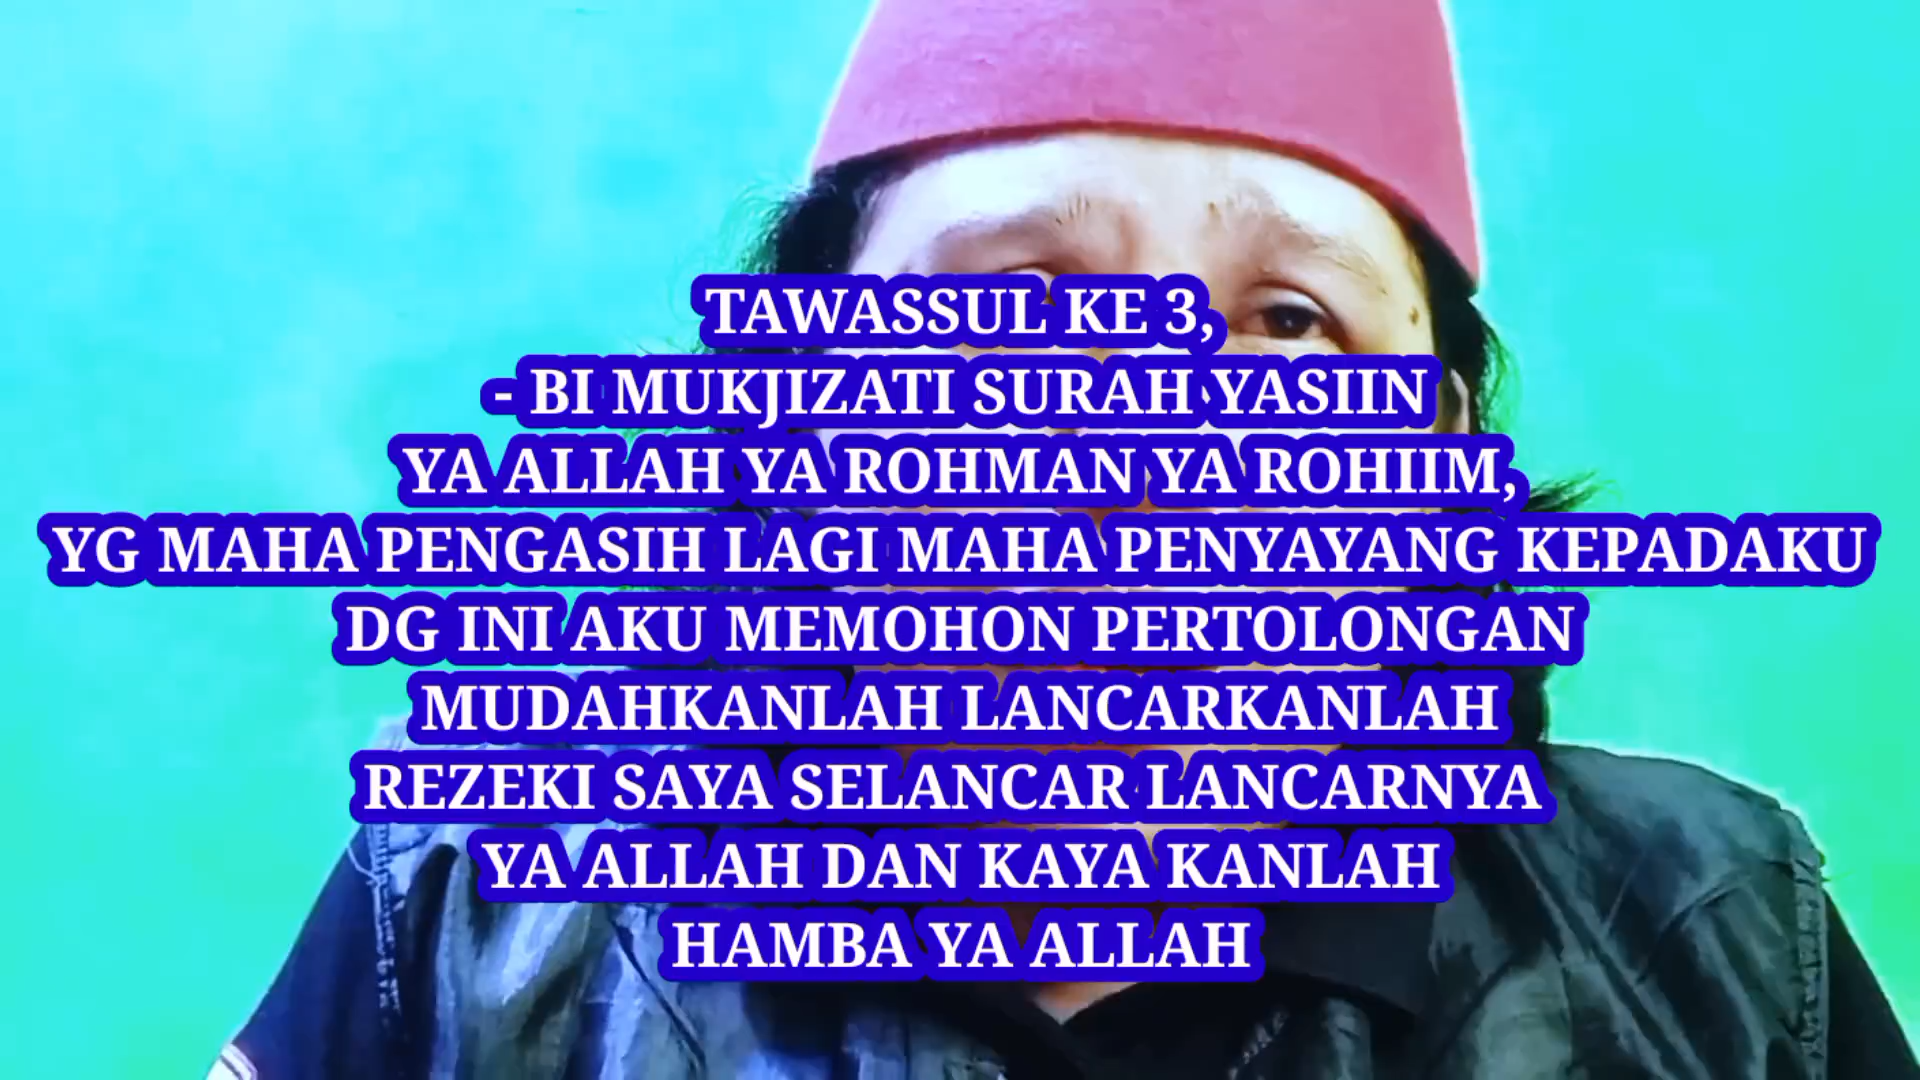 TAWASSUL KE 3,
- BI MUKJIZATI SURAH YASIIN
YA ALLAH YA ROHMAN YA ROHIIM,
YG MAHA PENGASIH LAGI MAHA PENYAYANG KEPADAKU
DG INI AKU MEMOHON PERTOLONGAN
MUDAHKANLAH LANCARKANLAH
REZEKI SAYA SELANCAR LANCARNYA
YA ALLAH DAN KAYA KANLAH
HAMBA YA ALLAH